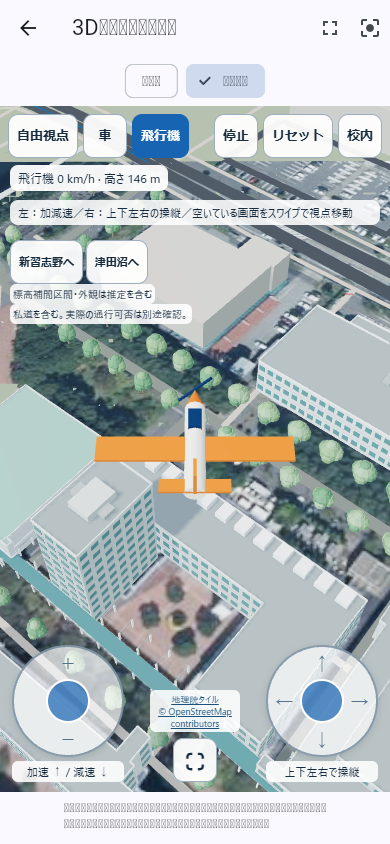 3D
自由視点 車 飛行機 停止 リセット 校内
飛行機 0 km/h · 高さ 146 m
左：加減速／右：上下左右の操縦／空いている画面をスワイプで視点移動
新習志野へ 津田沼へ
標高補間区間・外観は推定を含む
私道を含む。実際の通行可否は別途確認。
地理院タイル
© OpenStreetMap
contributors
加速 ↑ / 減速 ↓
上下左右で操縦